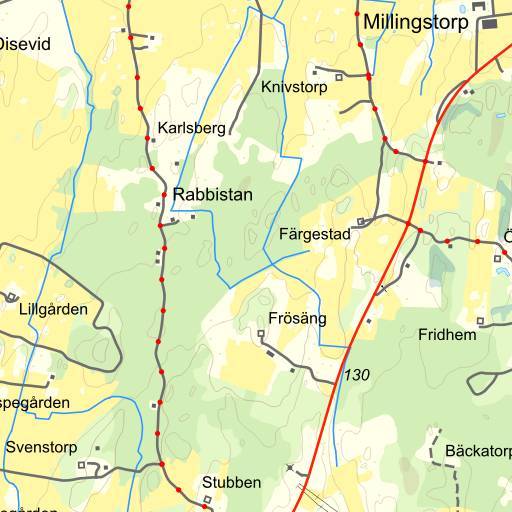 Millingstorp
Disevid
Knivstorp
Karlsberg
Rabbistan
Färgestad
Lillgården
Frösäng
Fridhem
130
spegården
Svenstorp
Bäckatorp
Stubben